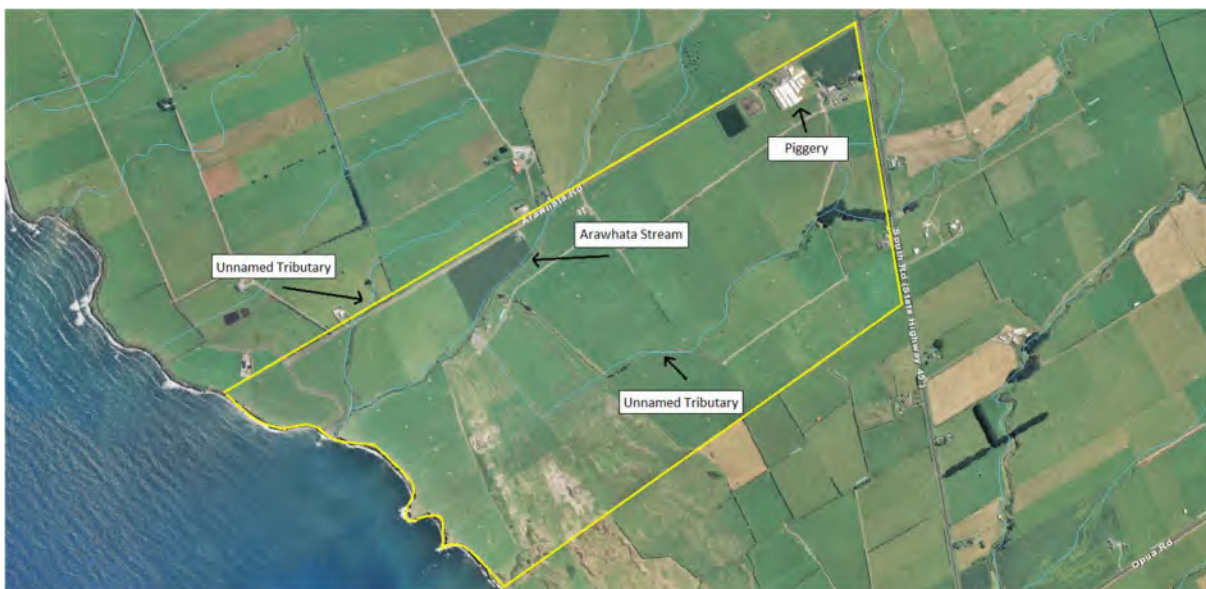 Piggery
Arawhata Rd
Arawhata Stream
Unnamed Tributary
South Rd (State Highway 45)
Unnamed Tributary
Opua Rd